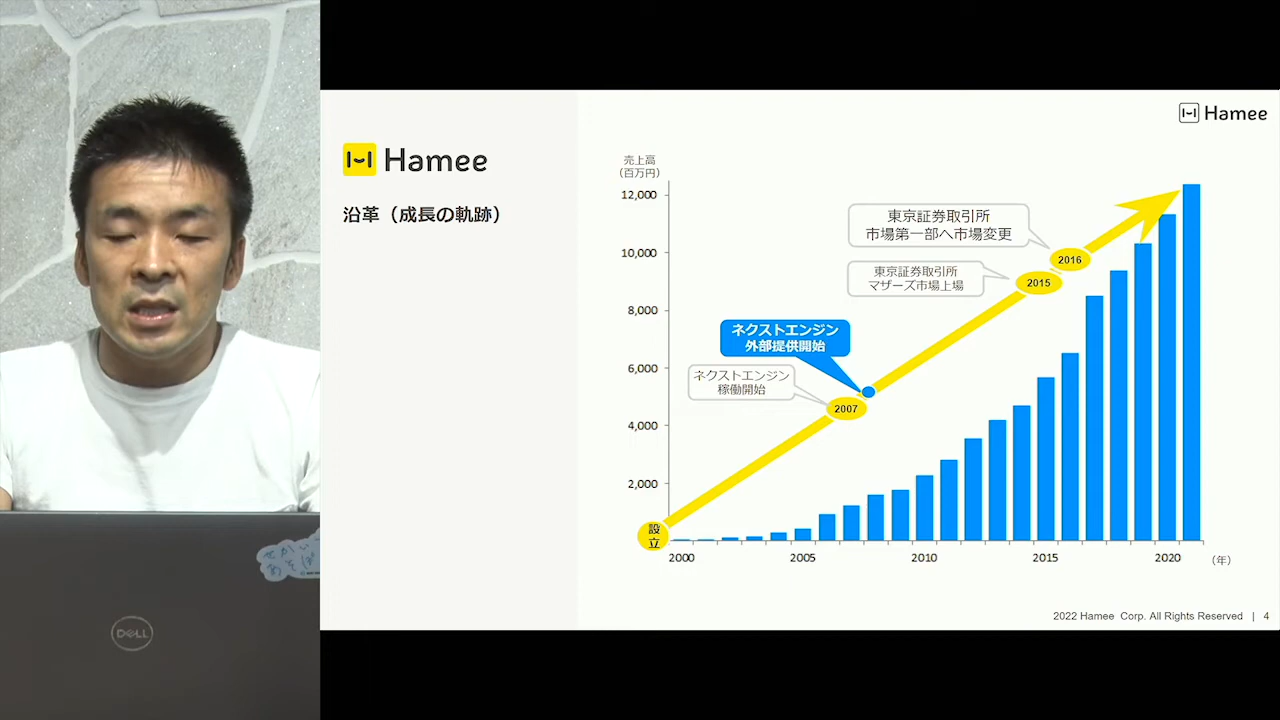 Hamee
Hamee
沿革（成長の軌跡）
売上高
（百万円）
12,000
10,000
8,000
6,000
4,000
2,000
東京証券取引所
市場第一部へ市場変更
2016
東京証券取引所
マザーズ市場上場
2015
ネクストエンジン
外部提供開始
ネクストエンジン
稼働開始
2007
設
立
2000
2005
2010
2015
2020
（年）
2022 Hamee Corp. All Rights Reserved | 4
DELL